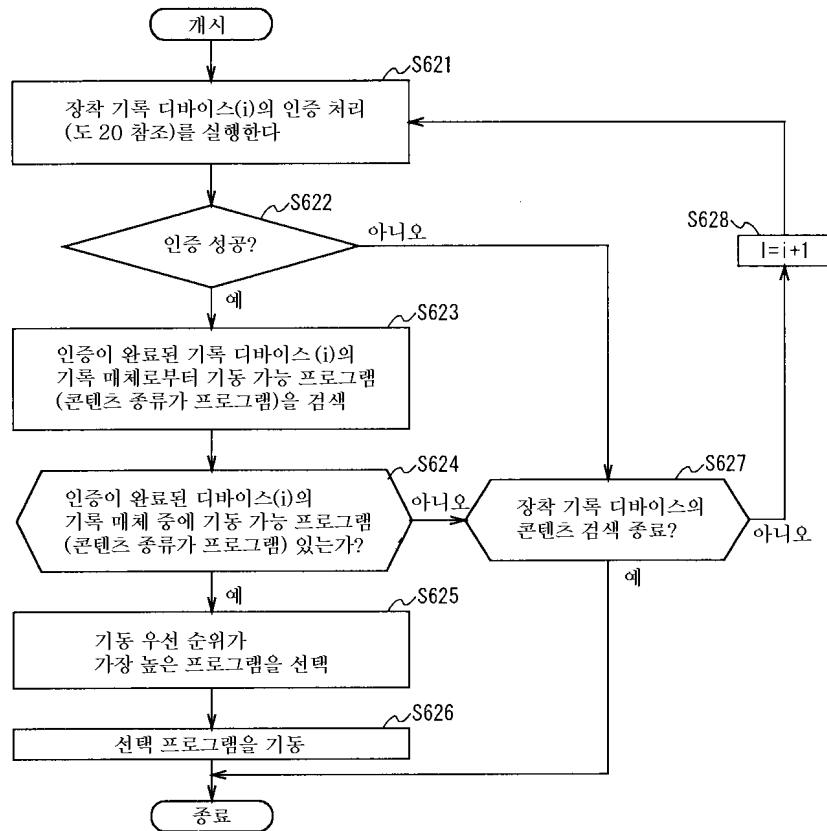 개시
S621
장착 기록 디바이스(i)의 인증 처리
(도 20 참조)를 실행한다
S622
인증 성공?
아니오
예
S628
I=i+1
S623
인증이 완료된 기록 디바이스(i)의
기록 매체로부터 기동 가능 프로그램
(콘텐츠 종류가 프로그램)을 검색
S624
인증이 완료된 디바이스(i)의
기록 매체 중에 기동 가능 프로그램
(콘텐츠 종류가 프로그램) 있는가?
아니오
예
S627
장착 기록 디바이스의
콘텐츠 검색 종료?
아니오
예
S625
기동 우선 순위가
가장 높은 프로그램을 선택
S626
선택 프로그램을 기동
종료